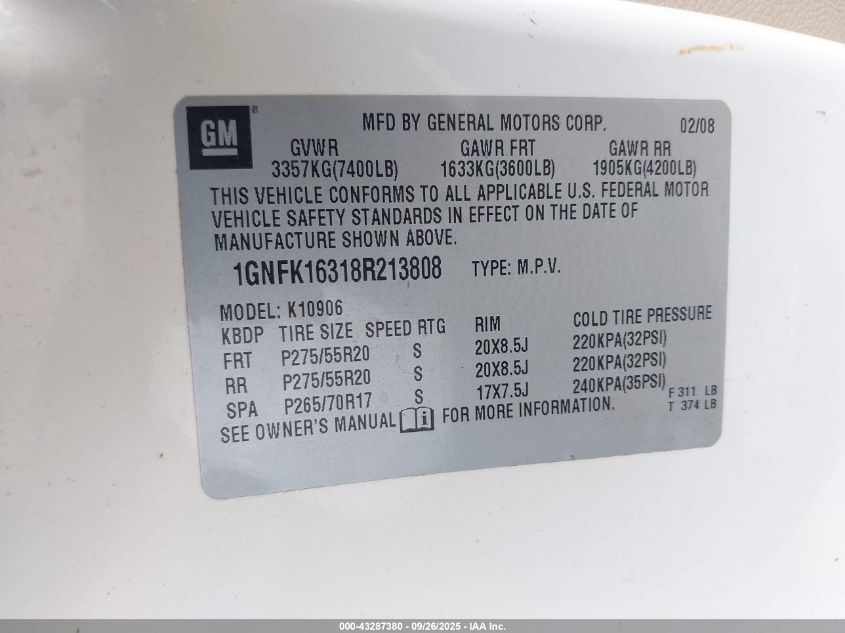 GM
MFD BY GENERAL MOTORS CORP. 02/08
GVWR GAWR FRT GAWR RR
3357KG(7400LB) 1633KG(3600LB) 1905KG(4200LB)
THIS VEHICLE CONFORMS TO ALL APPLICABLE U.S. FEDERAL MOTOR
VEHICLE SAFETY STANDARDS IN EFFECT ON THE DATE OF
MANUFACTURE SHOWN ABOVE.
1GNFK16318R213808 TYPE: M.P.V.
MODEL: K10906
KBDP TIRE SIZE SPEED RTG RIM COLD TIRE PRESSURE
FRT P275/55R20 S 20X8.5J 220KPA(32PSI)
RR P275/55R20 S 20X8.5J 220KPA(32PSI)
SPA P265/70R17 S 17X7.5J 240KPA(35PSI)
F 311 LB
T 374 LB
SEE OWNER'S MANUAL i FOR MORE INFORMATION.
000-43287380 - 09/26/2025 - IAA Inc.